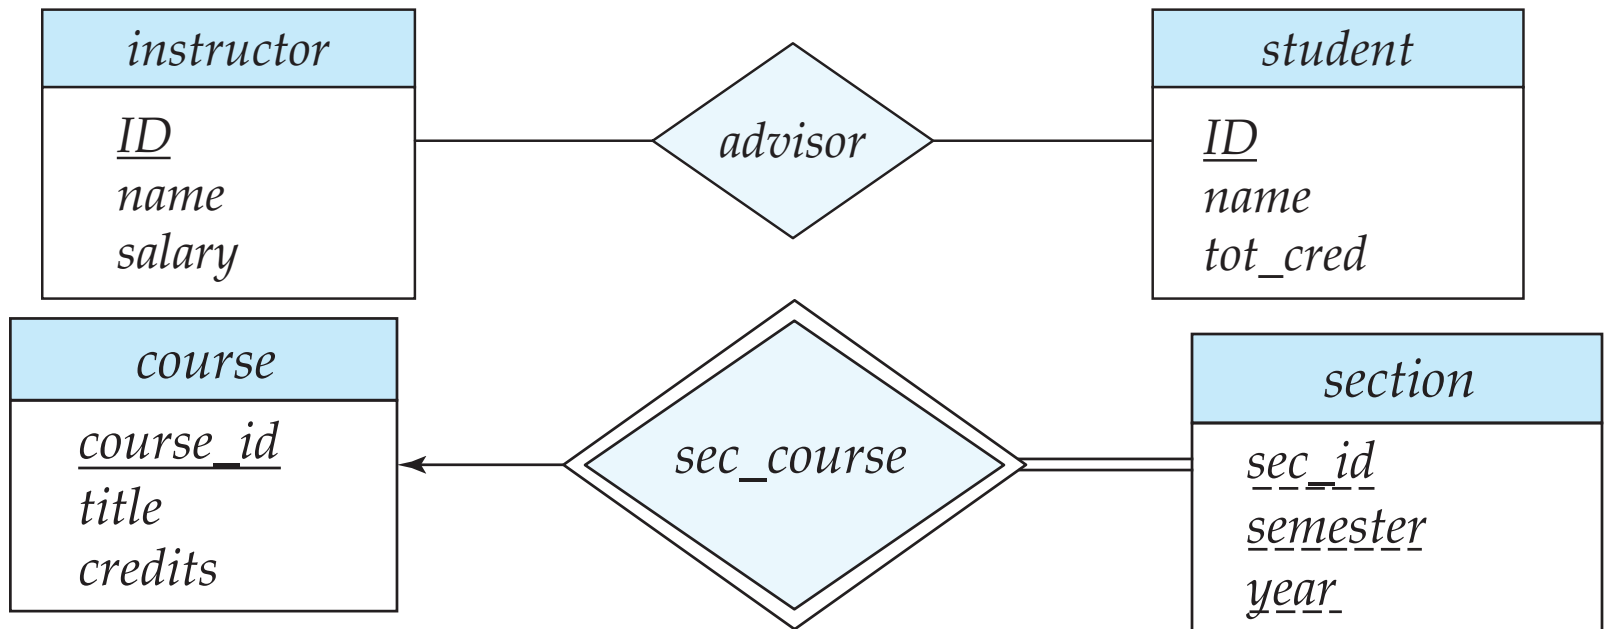 instructor
ID
name
salary
advisor
student
ID
name
tot_cred
course
course_id
title
credits
sec_course
section
sec_id
semester
year